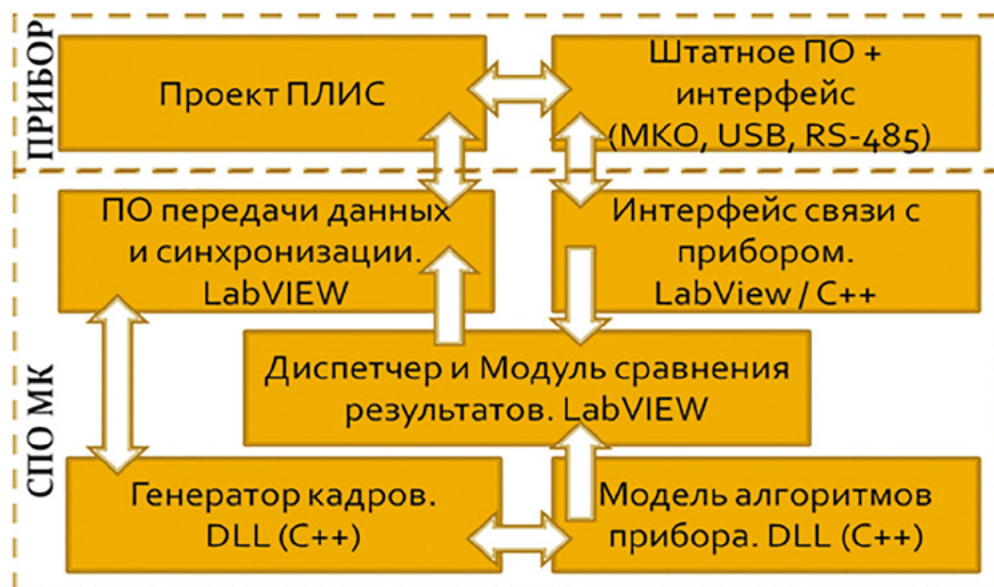 ПРИБОР
Проект ПЛИС
Штатное ПО +
интерфейс
(МКО, USB, RS-485)
СПО МК
ПО передачи данных
и синхронизации.
LabVIEW
Интерфейс связи с
прибором.
LabView / C++
Диспетчер и Модуль сравнения
результатов. LabVIEW
Генератор кадров.
DLL (C++)
Модель алгоритмов
прибора. DLL (C++)